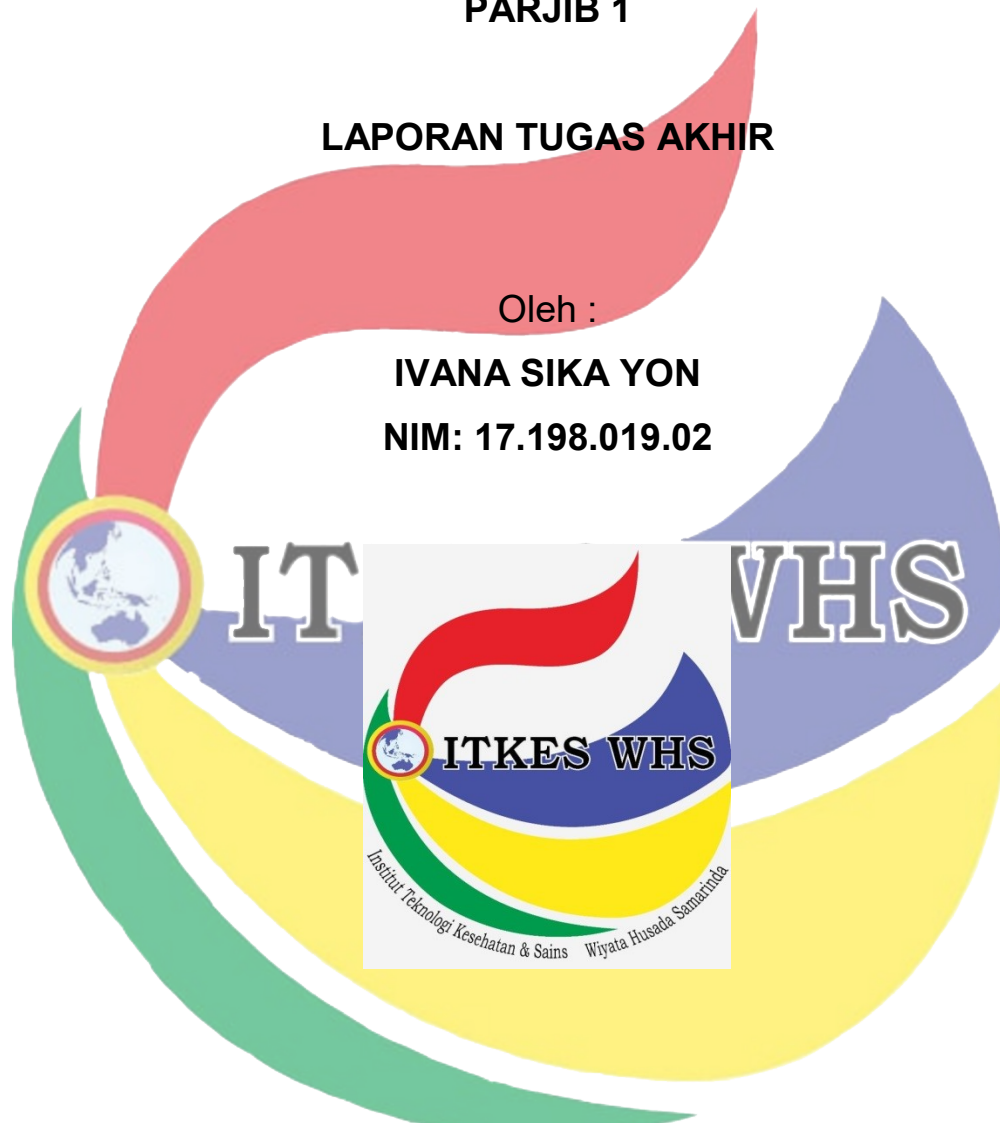 PARJIB 1
LAPORAN TUGAS AKHIR
Oleh :
IVANA SIKA YON
NIM: 17.198.019.02
IT WHS
ITKES WHS
Institut Teknologi Kesehatan & Sains Wiyata Husada Samarinda